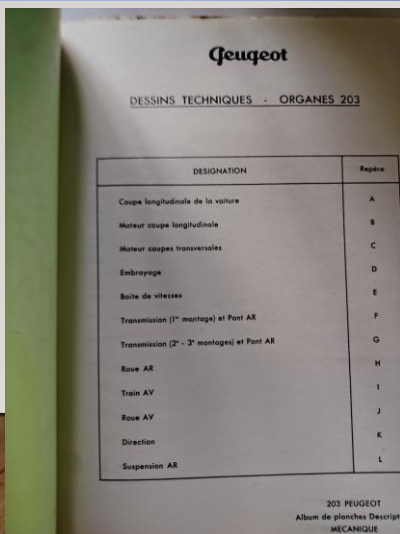 Peugeot
DESSINS TECHNIQUES - ORGANES 203
DESIGNATION Repère
Coupe longitudinale de la voiture A
Moteur coupe longitudinale B
Moteur coupes transversales C
Embrayage D
Boite de vitesses E
Transmission (1er montage) et Pont AR F
Transmission (2e - 3e montages) et Pont AR G
Roue AR H
Train AV I
Roue AV J
Direction K
Suspension AR L
203 PEUGEOT
Album de planches Descript
MECANIQUE